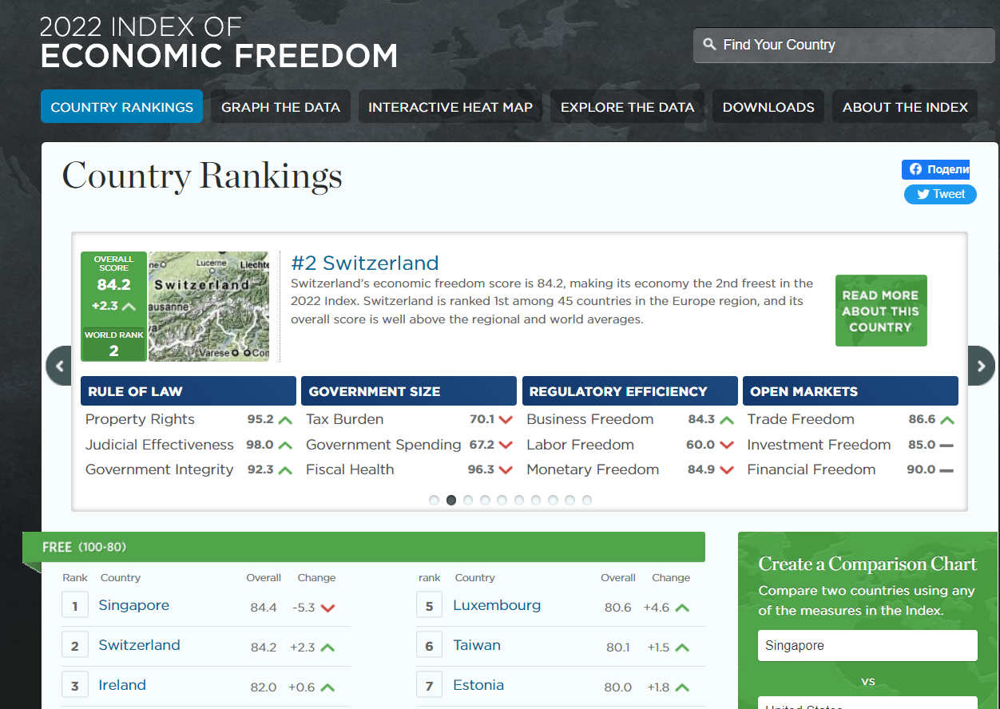 2022 INDEX OF
ECONOMIC FREEDOM
Find Your Country
COUNTRY RANKINGS
GRAPH THE DATA
INTERACTIVE HEAT MAP
EXPLORE THE DATA
DOWNLOADS
ABOUT THE INDEX
Country Rankings
Подели
Tweet
OVERALL
SCORE
84.2
+2.3
WORLD RANK
2
Lucerne
Liechte
Switzerland
ausanne
Varese
Con
#2 Switzerland
Switzerland's economic freedom score is 84.2, making its economy the 2nd freest in the
2022 Index. Switzerland is ranked 1st among 45 countries in the Europe region, and its
overall score is well above the regional and world averages.
READ MORE
ABOUT THIS
COUNTRY
RULE OF LAW
Property Rights 95.2
Judicial Effectiveness 98.0
Government Integrity 92.3
GOVERNMENT SIZE
Tax Burden 70.1
Government Spending 67.2
Fiscal Health 96.3
REGULATORY EFFICIENCY
Business Freedom 84.3
Labor Freedom 60.0
Monetary Freedom 84.9
OPEN MARKETS
Trade Freedom 86.6
Investment Freedom 85.0
Financial Freedom 90.0
FREE (100-80)
Rank Country Overall Change
1 Singapore 84.4 -5.3
2 Switzerland 84.2 +2.3
3 Ireland 82.0 +0.6
rank Country Overall Change
5 Luxembourg 80.6 +4.6
6 Taiwan 80.1 +1.5
7 Estonia 80.0 +1.8
Create a Comparison Chart
Compare two countries using any
of the measures in the Index.
Singapore
vs